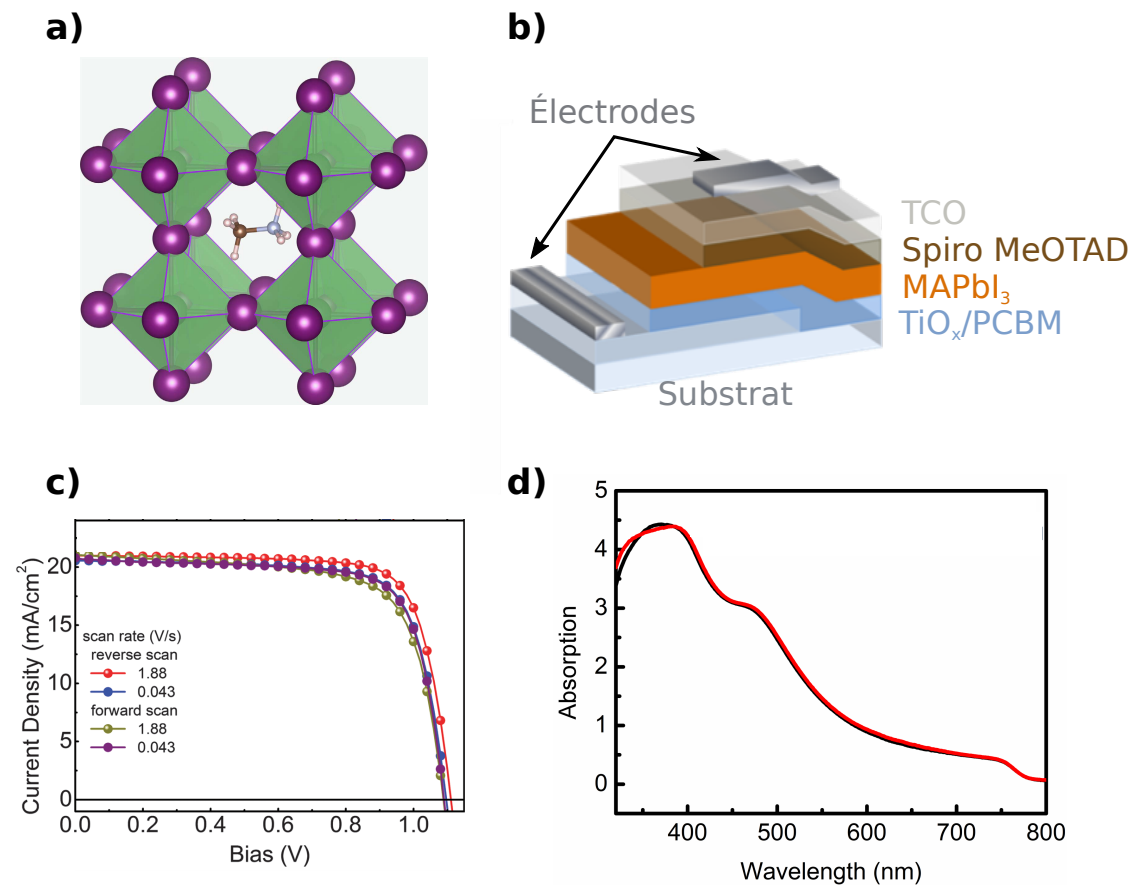 a)
b)
Électrodes
TCO
Spiro MeOTAD
MAPbI₃
TiOₓ/PCBM
Substrat
c)
Current Density (mA/cm²)
20
15
10
5
0
scan rate (V/s)
reverse scan
1.88
0.043
forward scan
1.88
0.043
0.0 0.2 0.4 0.6 0.8 1.0
Bias (V)
d)
Absorption
5
4
3
2
1
0
400 500 600 700 800
Wavelength (nm)